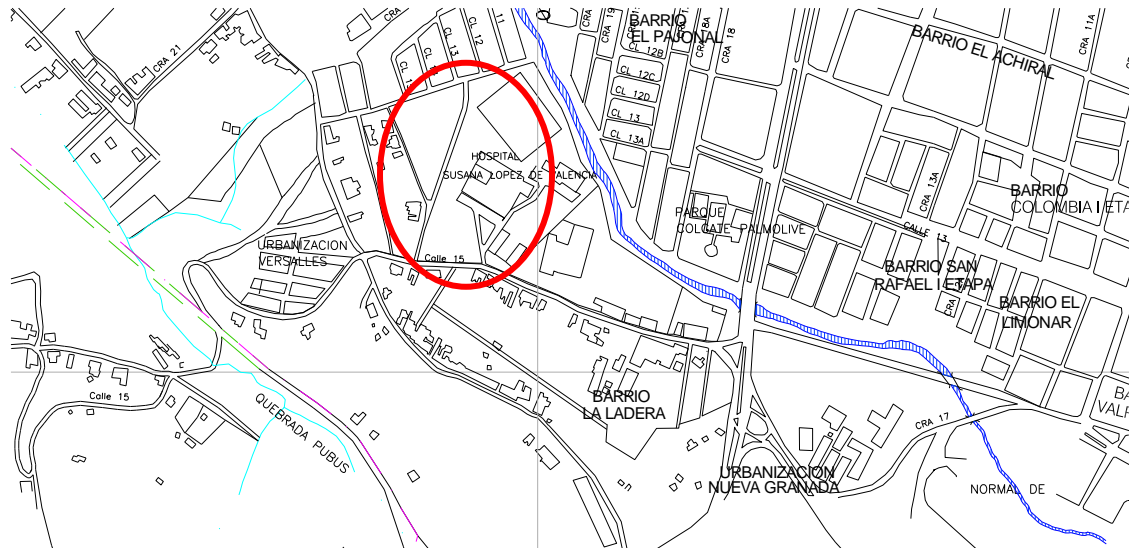 CRA 21
CL 13
CL 12
11
CRA 19
BARRIO
EL PAJONAL
CRA 18
CL 12B
CL 12C
CL 12D
CL 13
CL 13A
BARRIO EL ACHIRAL
CRA 11A
HOSPITAL
SUSANA LOPEZ DE VALENCIA
CRA 13A
BARRIO
COLOMBIA I ETA
PARQUE
COLGATE PALMOLIVE
CALLE 13
URBANIZACION
VERSALLES
Calle 15
BARRIO SAN
RAFAEL I ETAPA
BARRIO EL
LIMONAR
Calle 15
QUEBRADA PUBUS
BARRIO
LA LADERA
BA
CRA 17
URBANIZACION
NUEVA GRANADA
NORMAL DE